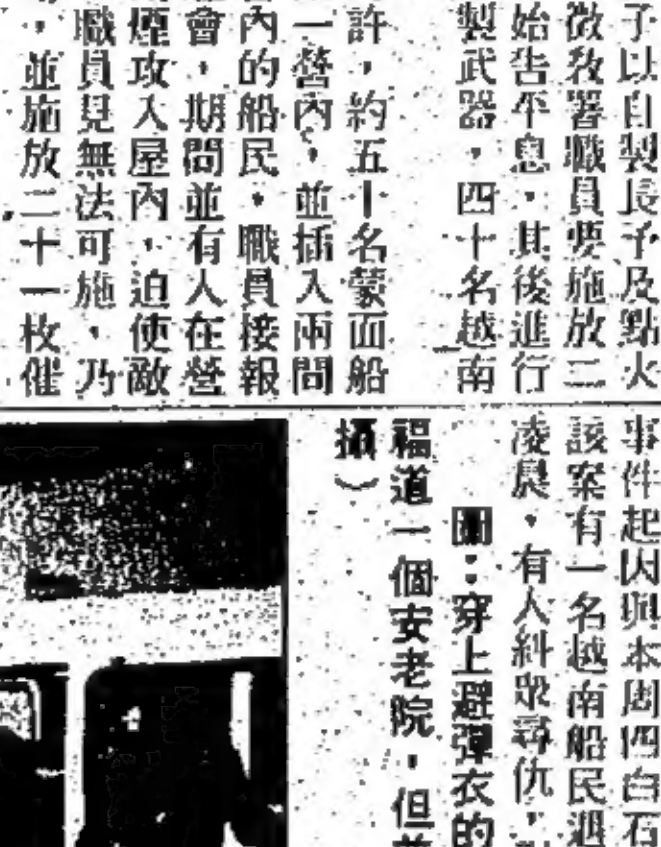 子以自製長矛及點火
微教署職員要施放二
始告平息，其後進行
製武器，四十名越南
許，約五十名蒙面船
一營內，並插入兩間
內的船民，職員接報
會，期間並有人在營
煙攻入屋內，迫使敵
職員見無法可施，乃
，並施放二十一枚催
事件起因與本周四白石
該案有一名越南船民遇
凌晨，有人糾眾尋仇，
圖：穿上避彈衣的
福道一個安老院，但
攝）